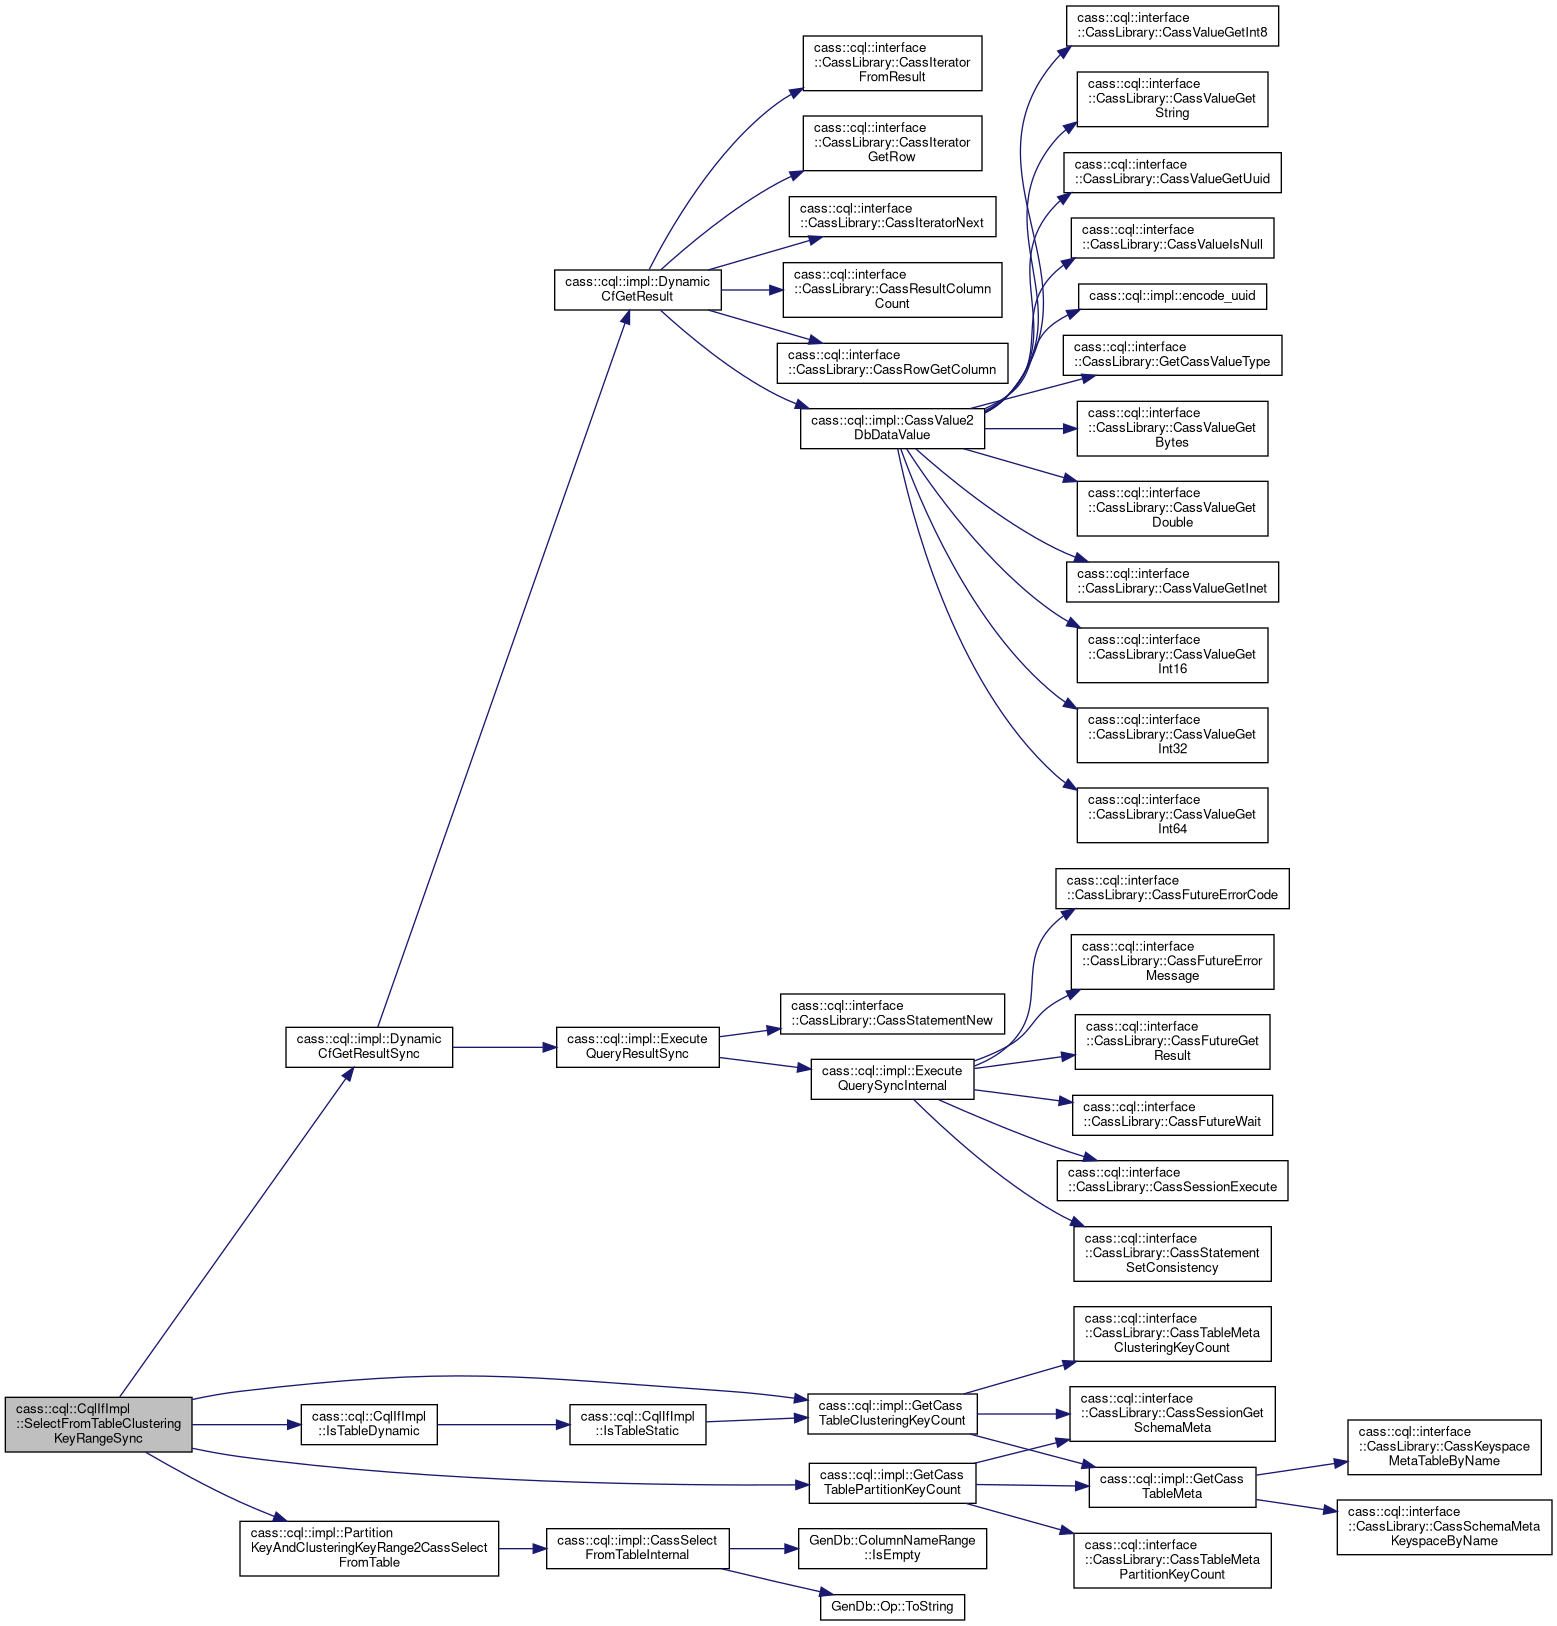 cass::cql::interface
::CassLibrary::CassValueGetInt8
cass::cql::interface
::CassLibrary::CassValueGet
String
cass::cql::interface
::CassLibrary::CassValueGetUuid
cass::cql::interface
::CassLibrary::CassValueIsNull
cass::cql::impl::encode_uuid
cass::cql::interface
::CassLibrary::GetCassValueType
cass::cql::interface
::CassLibrary::CassValueGet
Bytes
cass::cql::interface
::CassLibrary::CassValueGet
Double
cass::cql::interface
::CassLibrary::CassValueGetInet
cass::cql::interface
::CassLibrary::CassValueGet
Int16
cass::cql::interface
::CassLibrary::CassValueGet
Int32
cass::cql::interface
::CassLibrary::CassValueGet
Int64
cass::cql::interface
::CassLibrary::CassIterator
FromResult
cass::cql::interface
::CassLibrary::CassIterator
GetRow
cass::cql::interface
::CassLibrary::CassIteratorNext
cass::cql::interface
::CassLibrary::CassResultColumn
Count
cass::cql::interface
::CassLibrary::CassRowGetColumn
cass::cql::impl::CassValue2
DbDataValue
cass::cql::impl::Dynamic
CfGetResult
cass::cql::impl::Dynamic
CfGetResultSync
cass::cql::impl::Execute
QueryResultSync
cass::cql::interface
::CassLibrary::CassStatementNew
cass::cql::impl::Execute
QuerySyncInternal
cass::cql::interface
::CassLibrary::CassFutureErrorCode
cass::cql::interface
::CassLibrary::CassFutureError
Message
cass::cql::interface
::CassLibrary::CassFutureGet
Result
cass::cql::interface
::CassLibrary::CassFutureWait
cass::cql::interface
::CassLibrary::CassSessionExecute
cass::cql::interface
::CassLibrary::CassStatement
SetConsistency
cass::cql::CqlIfImpl
::SelectFromTableClustering
KeyRangeSync
cass::cql::CqlIfImpl
::IsTableDynamic
cass::cql::CqlIfImpl
::IsTableStatic
cass::cql::impl::GetCass
TableClusteringKeyCount
cass::cql::impl::GetCass
TablePartitionKeyCount
cass::cql::interface
::CassLibrary::CassTableMeta
ClusteringKeyCount
cass::cql::interface
::CassLibrary::CassSessionGet
SchemaMeta
cass::cql::impl::GetCass
TableMeta
cass::cql::interface
::CassLibrary::CassTableMeta
PartitionKeyCount
cass::cql::interface
::CassLibrary::CassKeyspace
MetaTableByName
cass::cql::interface
::CassLibrary::CassSchemaMeta
KeyspaceByName
cass::cql::impl::Partition
KeyAndClusteringKeyRange2CassSelect
FromTable
cass::cql::impl::CassSelect
FromTableInternal
GenDb::ColumnNameRange
::IsEmpty
GenDb::Op::ToString